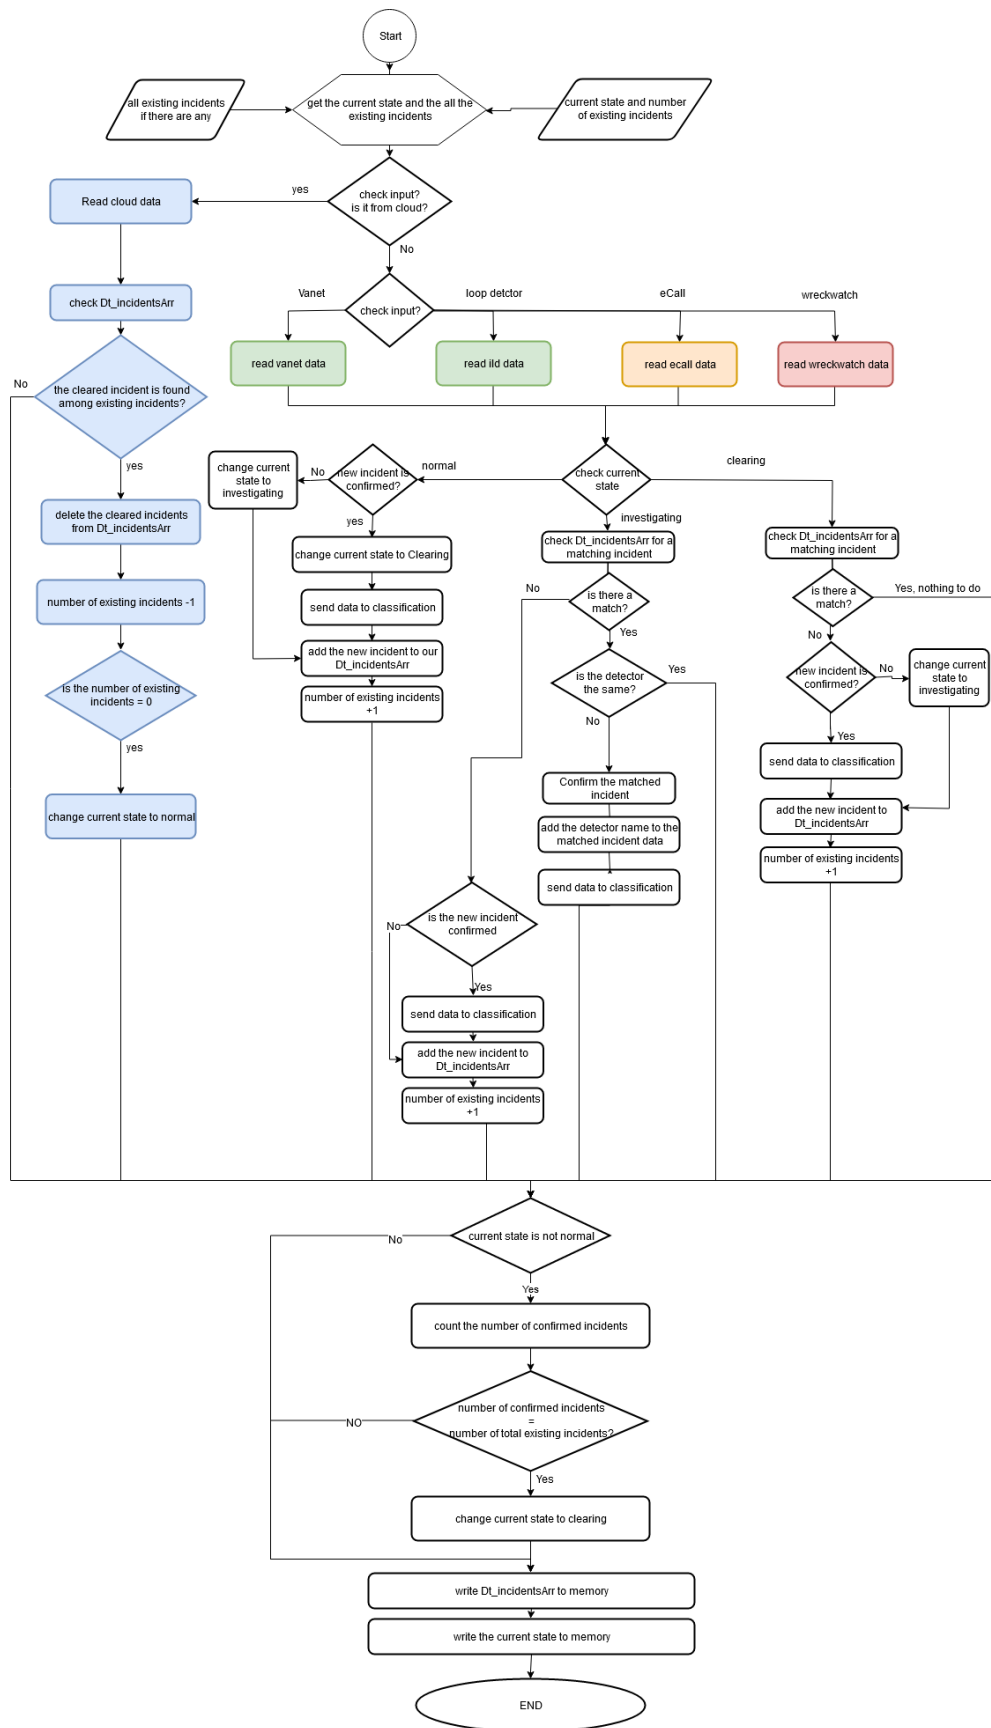 Start
all existing incidents
if there are any
get the current state and the all the
existing incidents
current state and number
of existing incidents
yes
check input?
is it from cloud?
Read cloud data
No
check Dt_incidentsArr
Vanet
loop detctor
eCall
wreckwatch
check input?
read vanet data
read ild data
read ecall data
read wreckwatch data
No
the cleared incident is found
among existing incidents?
yes
delete the cleared incidents
from Dt_incidentsArr
number of existing incidents -1
is the number of existing
incidents = 0
yes
change current state to normal
check current
state
normal
investigating
clearing
new incident is
confirmed?
No
change current
state to
investigating
yes
change current state to Clearing
send data to classification
add the new incident to our
Dt_incidentsArr
number of existing incidents
+1
check Dt_incidentsArr for a
matching incident
is there a
match?
No
Yes
is the detector
the same?
Yes
No
Confirm the matched
incident
add the detector name to the
matched incident data
send data to classification
is the new incident
confirmed
No
Yes
send data to classification
add the new incident to
Dt_incidentsArr
number of existing incidents
+1
check Dt_incidentsArr for a
matching incident
is there a
match?
Yes, nothing to do
No
new incident is
confirmed?
No
change current
state to
investigating
Yes
send data to classification
add the new incident to
Dt_incidentsArr
number of existing incidents
+1
current state is not normal
No
Yes
count the number of confirmed incidents
number of confirmed incidents
=
number of total existing incidents?
NO
Yes
change current state to clearing
write Dt_incidentsArr to memory
write the current state to memory
END